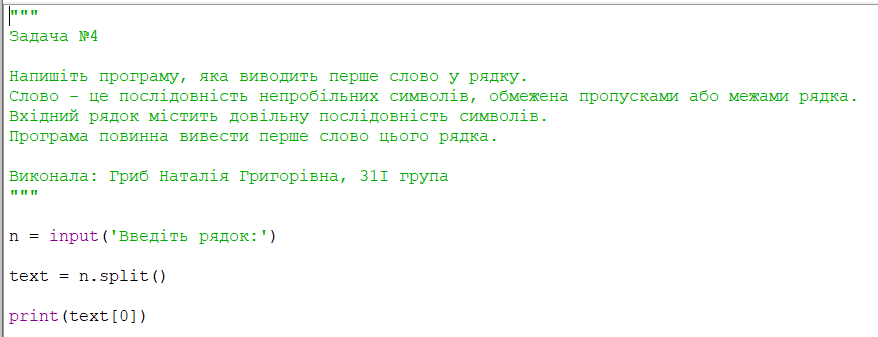 """
Задача №4
Напишіть програму, яка виводить перше слово у рядку.
Слово – це послідовність непробільних символів, обмежена пропусками або межами рядка.
Вхідний рядок містить довільну послідовність символів.
Програма повинна вивести перше слово цього рядка.
Виконала: Гриб Наталія Григорівна, 31І група
"""
n = input('Введіть рядок:')
text = n.split()
print(text[0])